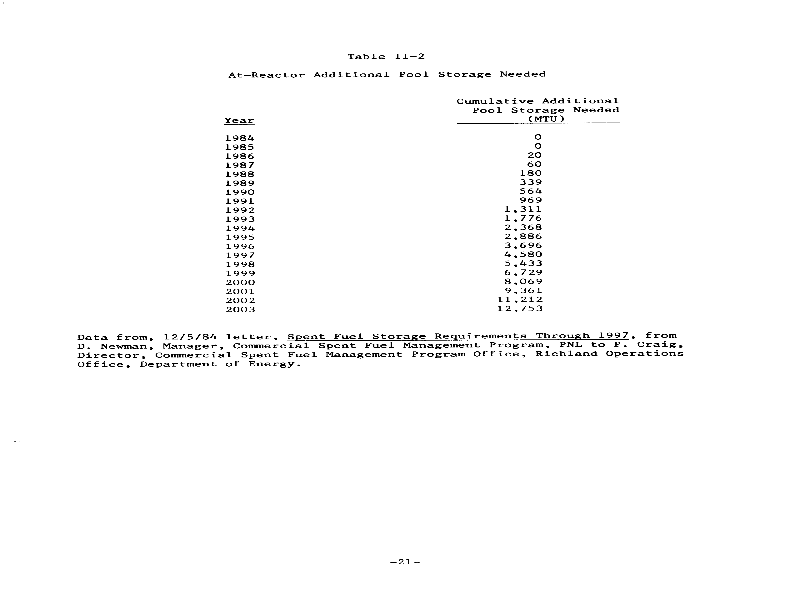 Table 11-2
At-Reactor Additional Pool Storage Needed
Cumulative Additional
Pool Storage Needed
Year (MTU)
1984 0
1985 0
1986 20
1987 60
1988 180
1989 339
1990 564
1991 969
1992 1,311
1993 1,776
1994 2,368
1995 2,886
1996 3,696
1997 4,580
1998 5,433
1999 6,729
2000 8,069
2001 9,361
2002 11,212
2003 12,753
Data from, 12/5/84 letter, Spent Fuel Storage Requirements Through 1997, from
D. Newman, Manager, Commercial Spent Fuel Management Program, PNL to F. Craig,
Director, Commercial Spent Fuel Management Program Office, Richland Operations
Office, Department of Energy.
-21-